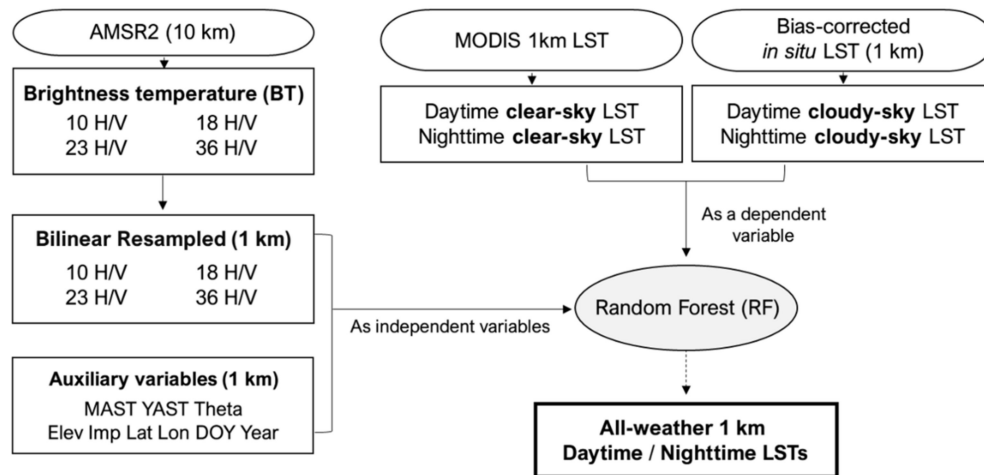 AMSR2 (10 km)
Brightness temperature (BT)
10 H/V 18 H/V
23 H/V 36 H/V
Bilinear Resampled (1 km)
10 H/V 18 H/V
23 H/V 36 H/V
Auxiliary variables (1 km)
MAST YAST Theta
Elev Imp Lat Lon DOY Year
As independent variables
MODIS 1km LST
Daytime clear-sky LST
Nighttime clear-sky LST
Bias-corrected
in situ LST (1 km)
Daytime cloudy-sky LST
Nighttime cloudy-sky LST
As a dependent
variable
Random Forest (RF)
All-weather 1 km
Daytime / Nighttime LSTs